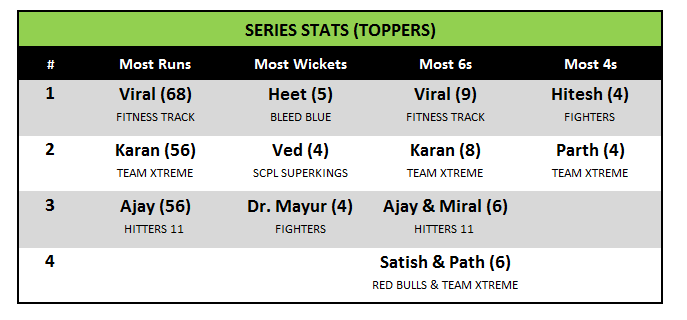 SERIES STATS (TOPPERS)
# Most Runs Most Wickets Most 6s Most 4s
1 Viral (68) Heet (5) Viral (9) Hitesh (4)
FITNESS TRACK BLEED BLUE FITNESS TRACK FIGHTERS
2 Karan (56) Ved (4) Karan (8) Parth (4)
TEAM XTREME SCPL SUPERKINGS TEAM XTREME TEAM XTREME
3 Ajay (56) Dr. Mayur (4) Ajay & Miral (6)
HITTERS 11 FIGHTERS HITTERS 11
4 Satish & Path (6)
RED BULLS & TEAM XTREME